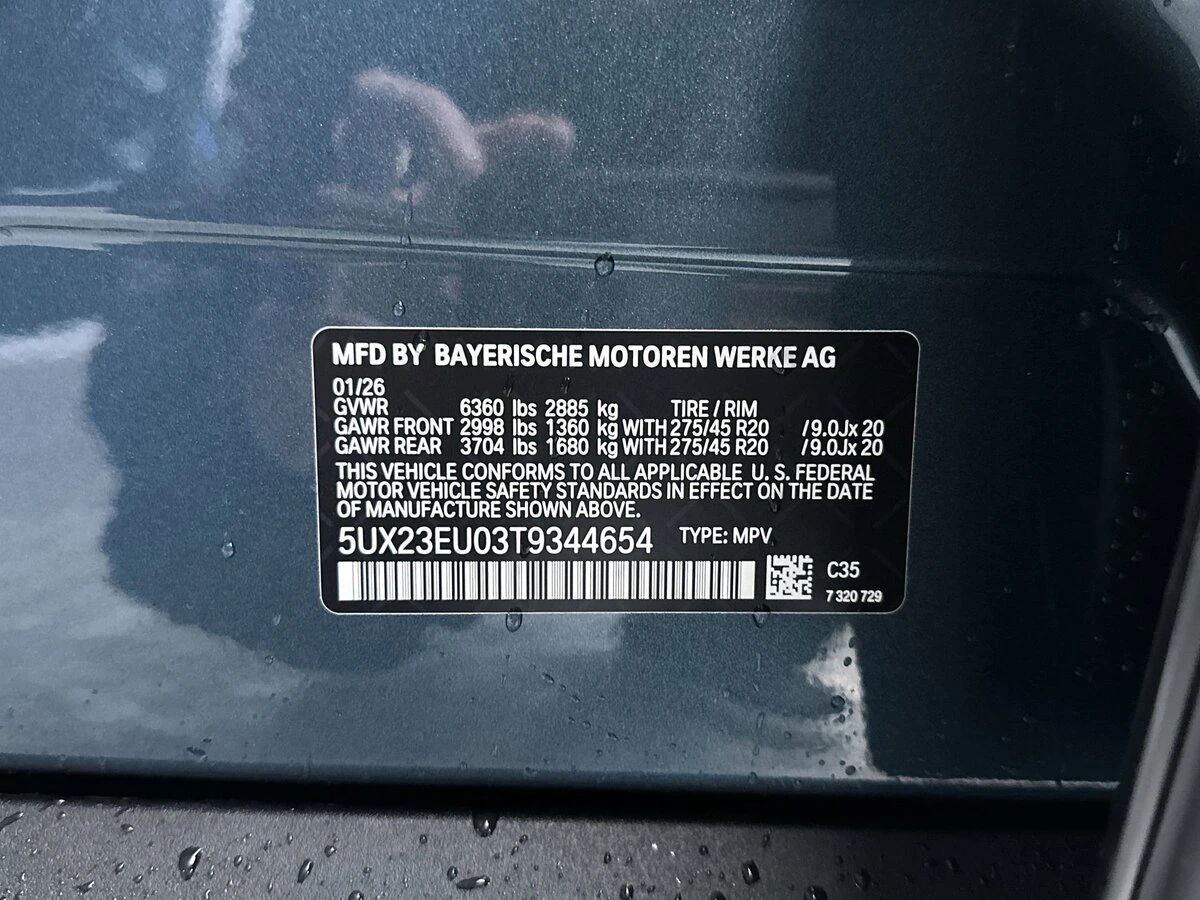 MFD BY BAYERISCHE MOTOREN WERKE AG
01/26
GVWR 6360 lbs 2885 kg TIRE / RIM
GAWR FRONT 2998 lbs 1360 kg WITH 275/45 R20 /9.0Jx 20
GAWR REAR 3704 lbs 1680 kg WITH 275/45 R20 /9.0Jx 20
THIS VEHICLE CONFORMS TO ALL APPLICABLE U. S. FEDERAL
MOTOR VEHICLE SAFETY STANDARDS IN EFFECT ON THE DATE
OF MANUFACTURE SHOWN ABOVE.
5UX23EU03T9344654 TYPE: MPV
C35
7 320 729